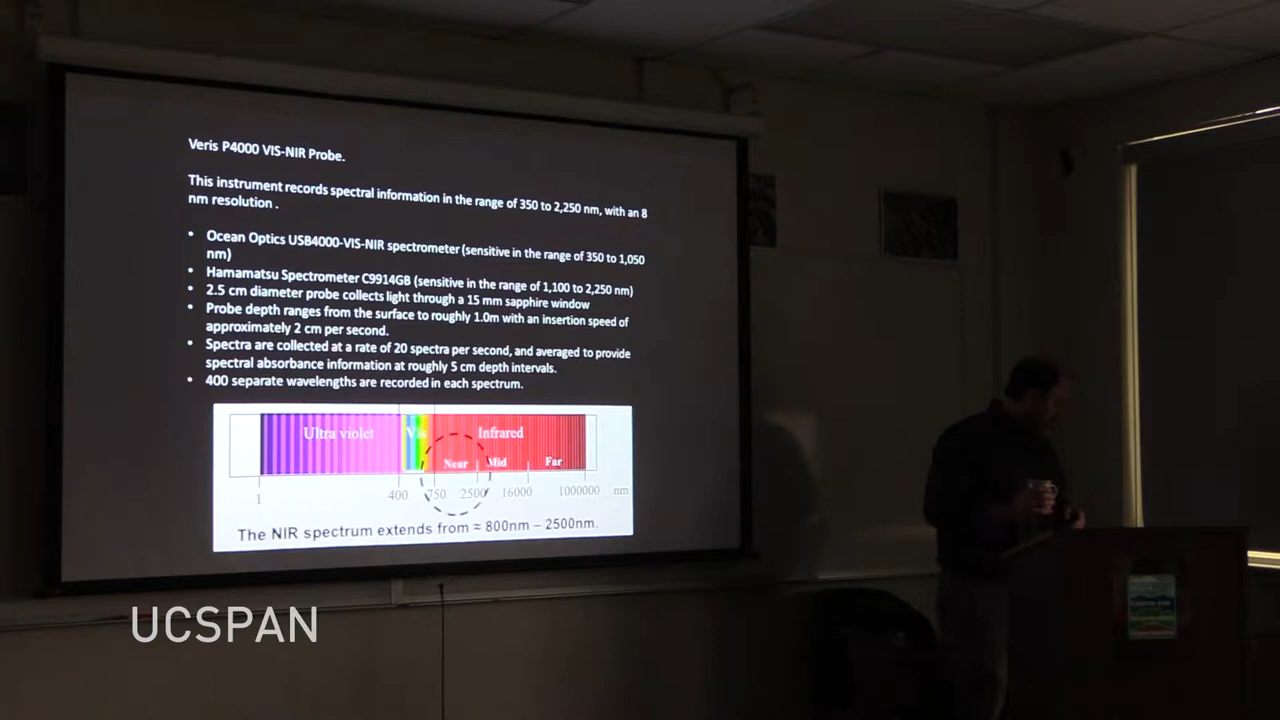 Veris P4000 VIS-NIR Probe.
This instrument records spectral information in the range of 350 to 2,250 nm, with an 8
nm resolution .
• Ocean Optics USB4000-VIS-NIR spectrometer (sensitive in the range of 350 to 1,050
nm)
• Hamamatsu Spectrometer C9914GB (sensitive in the range of 1,100 to 2,250 nm)
• 2.5 cm diameter probe collects light through a 15 mm sapphire window
• Probe depth ranges from the surface to roughly 1.0m with an insertion speed of
approximately 2 cm per second.
• Spectra are collected at a rate of 20 spectra per second, and averaged to provide
spectral absorbance information at roughly 5 cm depth intervals.
• 400 separate wavelengths are recorded in each spectrum.
Ultra violet Vis Infrared
Near Mid Far
1 400 750 2500 16000 1000000 nm
The NIR spectrum extends from ≈ 800nm – 2500nm.
UCSPAN